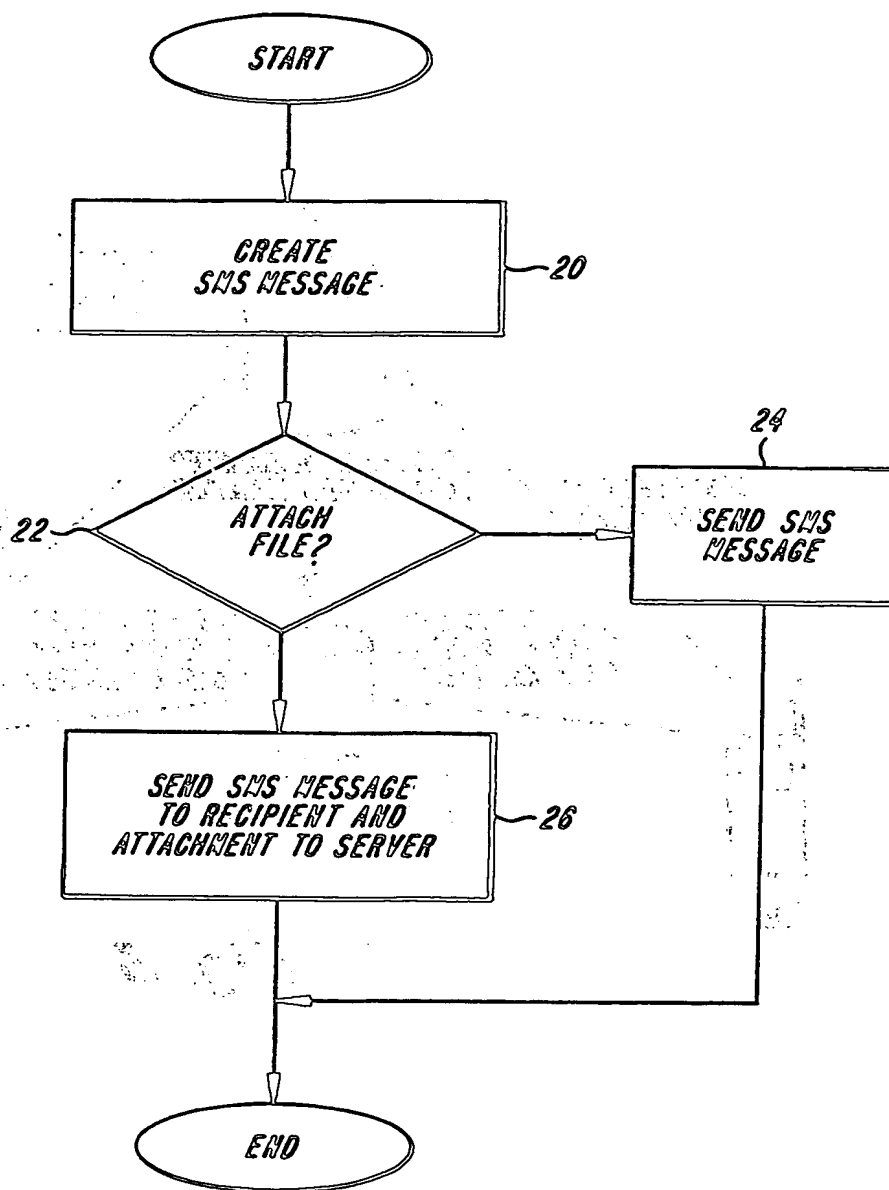 START
CREATE
SMS MESSAGE
20
22
ATTACH
FILE?
24
SEND SMS
MESSAGE
SEND SMS MESSAGE
TO RECIPIENT AND
ATTACHMENT TO SERVER
26
END